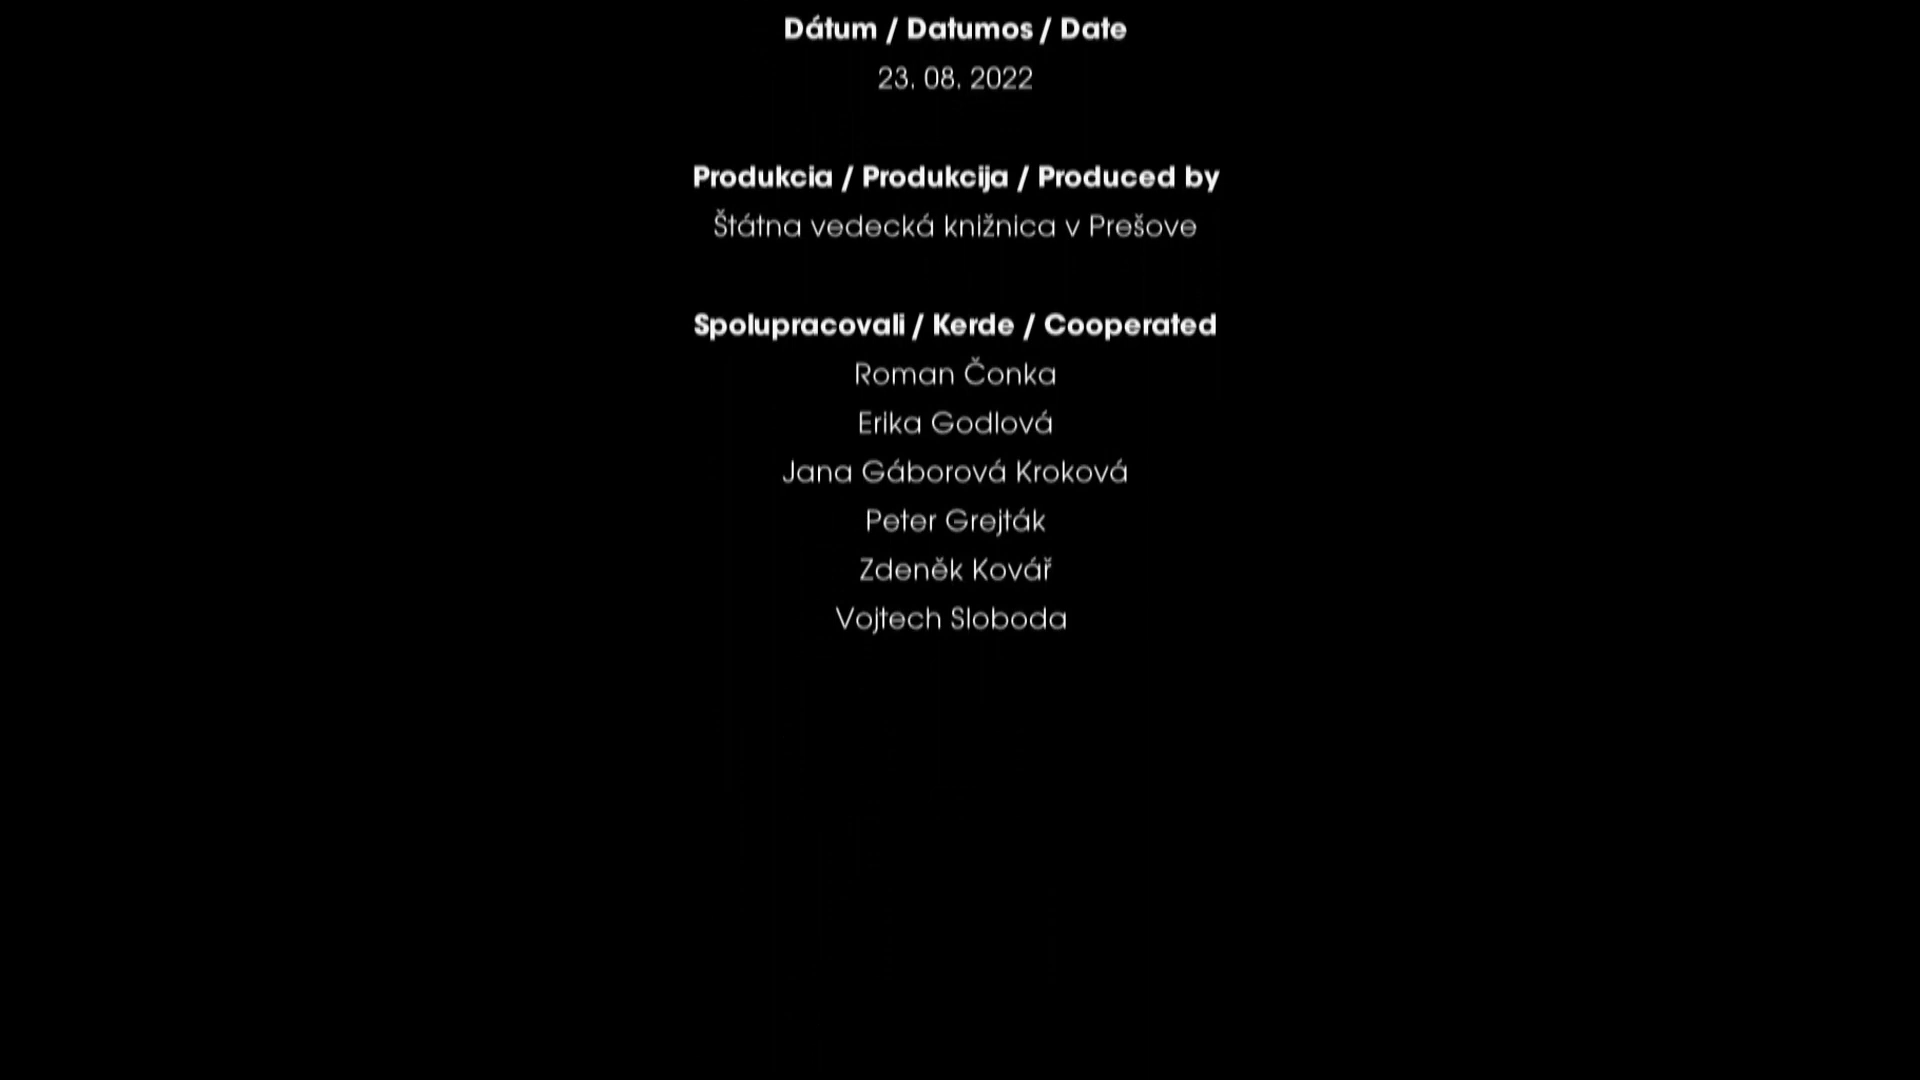 Dátum / Datumos / Date
23. 08. 2022
Produkcia / Produkcija / Produced by
Štátna vedecká knižnica v Prešove
Spolupracovali / Kerde / Cooperated
Roman Čonka
Erika Godlová
Jana Gáborová Kroková
Peter Grejták
Zdeněk Kovář
Vojtech Sloboda